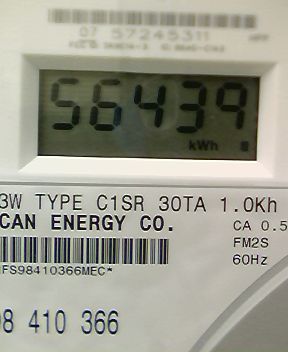 07 57245311
56439
kWh
3W TYPE C1SR 30TA 1.0Kh
CAN ENERGY CO.
CA 0.5
FM2S
60Hz
FS98410366MEC*
98 410 366